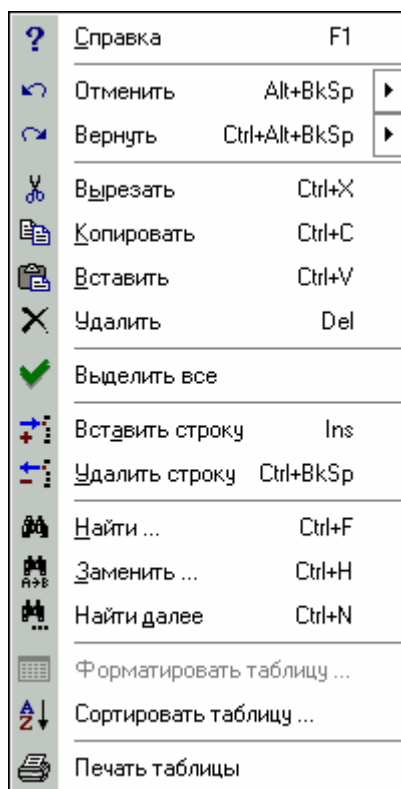 Справка F1
Отменить Alt+BkSp
Вернуть Ctrl+Alt+BkSp
Вырезать Ctrl+X
Копировать Ctrl+C
Вставить Ctrl+V
Удалить Del
Выделить все
Вставить строку Ins
Удалить строку Ctrl+BkSp
Найти ... Ctrl+F
Заменить ... Ctrl+H
Найти далее Ctrl+N
Форматировать таблицу ...
Сортировать таблицу ...
Печать таблицы